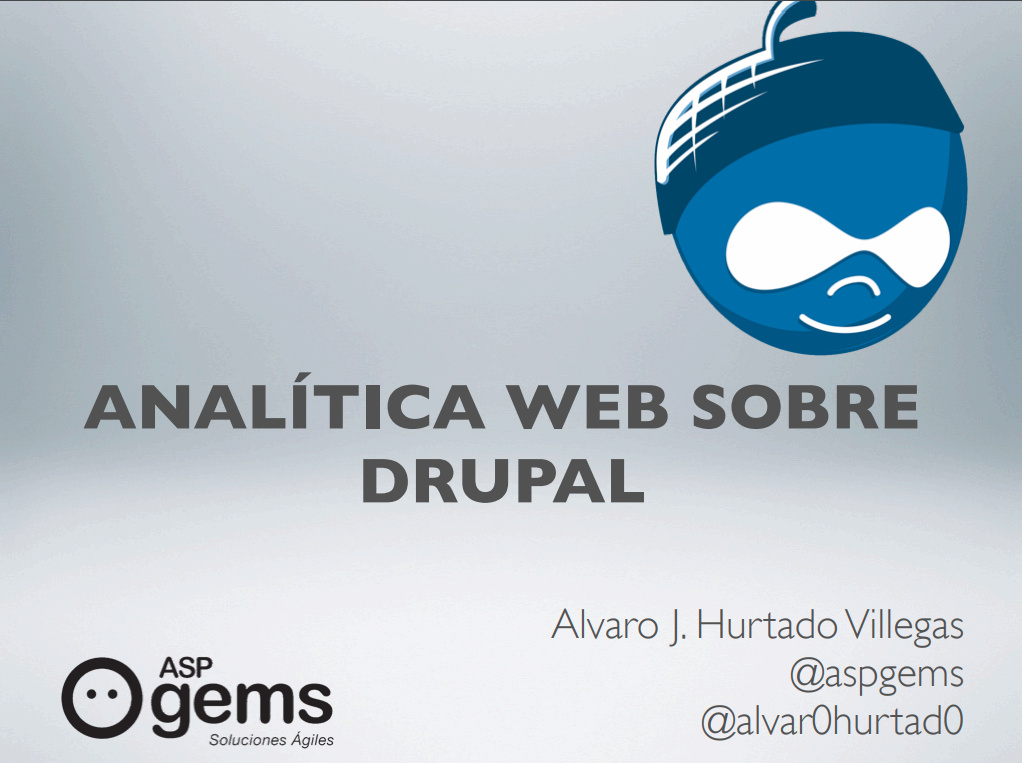 ANALÍTICA WEB SOBRE
DRUPAL
Alvaro J. Hurtado Villegas
@aspgems
@alvar0hurtad0
ASP
gems
Soluciones Ágiles